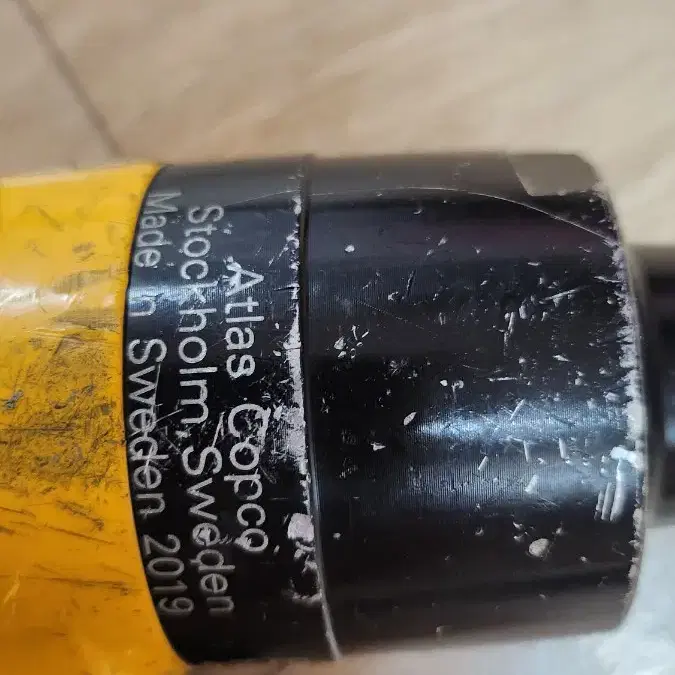 Atlas Copco
Stockholm, Sweden
Made in Sweden 2019